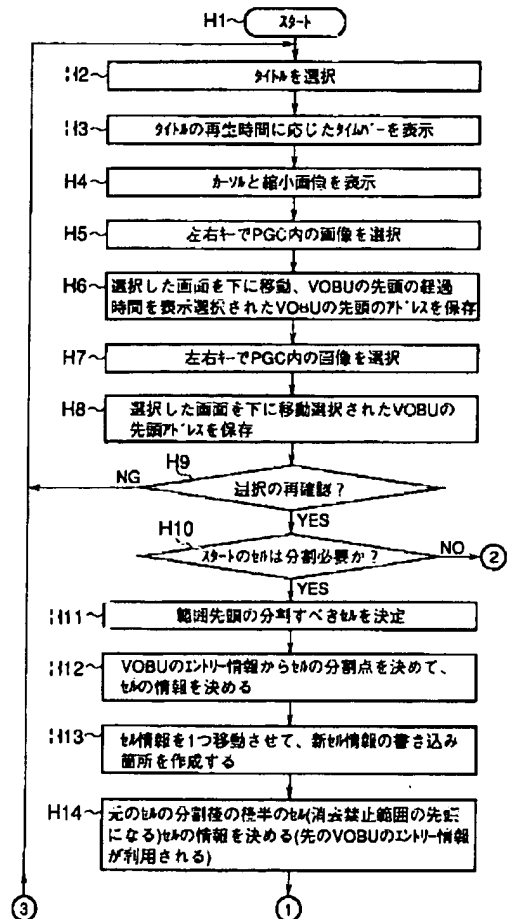 H1 スタート
H2 タイトルを選択
H3 タイトルの再生時間に応じたタイムバーを表示
H4 カーソルと縮小画像を表示
H5 左右キーでPGC内の画像を選択
H6 選択した画面を下に移動、VOBUの先頭の経過
時間を表示選択されたVOBUの先頭のアドレスを保存
H7 左右キーでPGC内の画像を選択
H8 選択した画面を下に移動選択されたVOBUの
先頭アドレスを保存
H9
NG 選択の再確認?
YES
H10
スタートのセルは分割必要か? NO ②
YES
H11 範囲先頭の分割すべきセルを決定
H12 VOBUのエントリー情報からセルの分割点を決めて、
セルの情報を決める
H13 セル情報を1つ移動させて、新セル情報の書き込み
箇所を作成する
H14 元のセルの分割後の後半のセル(消去禁止範囲の先頭
になる)セルの情報を決める(先のVOBUのエントリー情報
が利用される)
③ ①